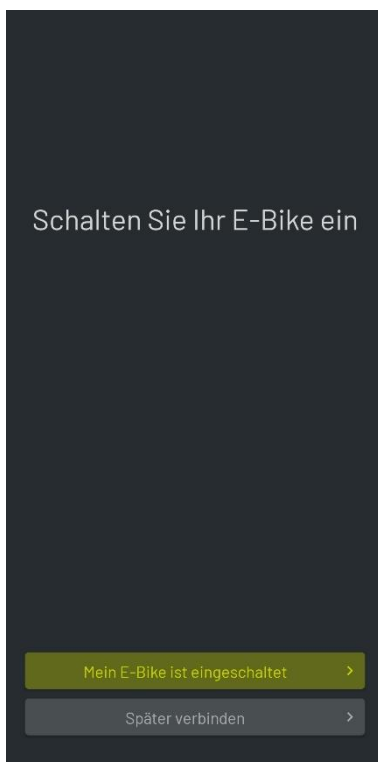 Schalten Sie Ihr E-Bike ein
Mein E-Bike ist eingeschaltet
Später verbinden